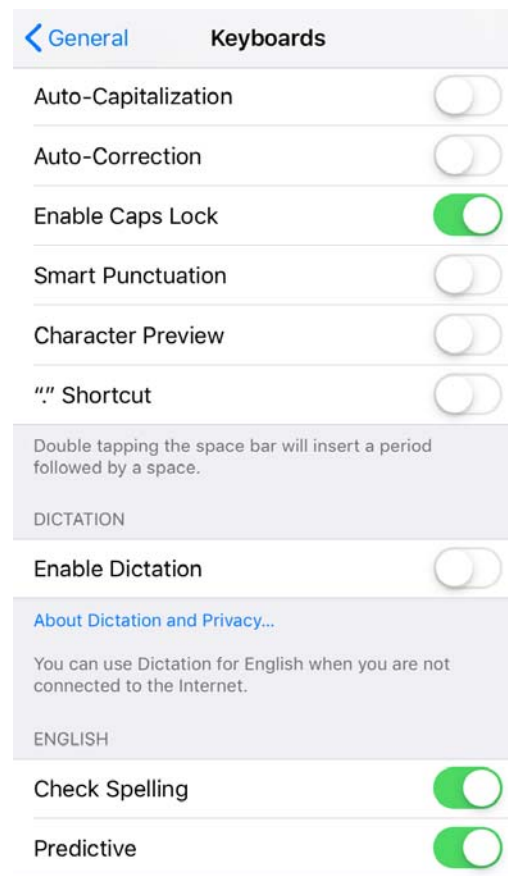 General
Keyboards
Auto-Capitalization
Auto-Correction
Enable Caps Lock
Smart Punctuation
Character Preview
“.” Shortcut
Double tapping the space bar will insert a period
followed by a space.
DICTATION
Enable Dictation
About Dictation and Privacy...
You can use Dictation for English when you are not
connected to the Internet.
ENGLISH
Check Spelling
Predictive